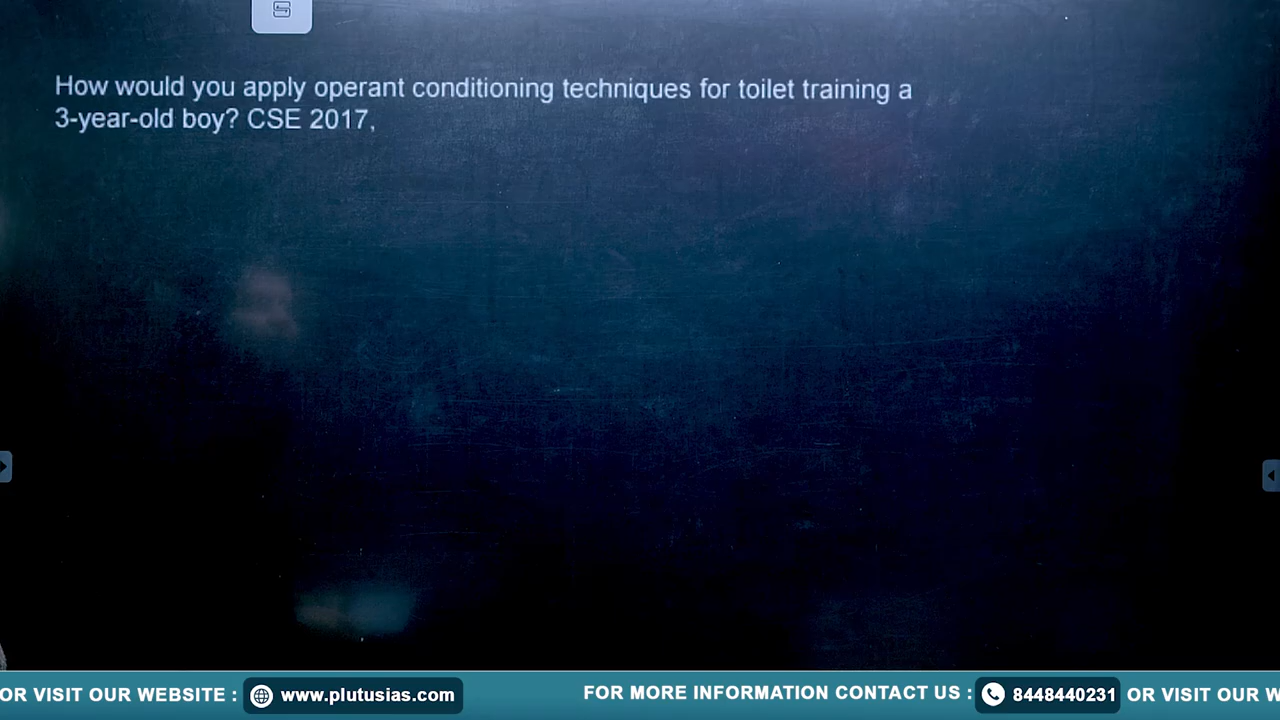 How would you apply operant conditioning techniques for toilet training a
3-year-old boy? CSE 2017,
OR VISIT OUR WEBSITE : www.plutusias.com FOR MORE INFORMATION CONTACT US : 8448440231 OR VISIT OUR W